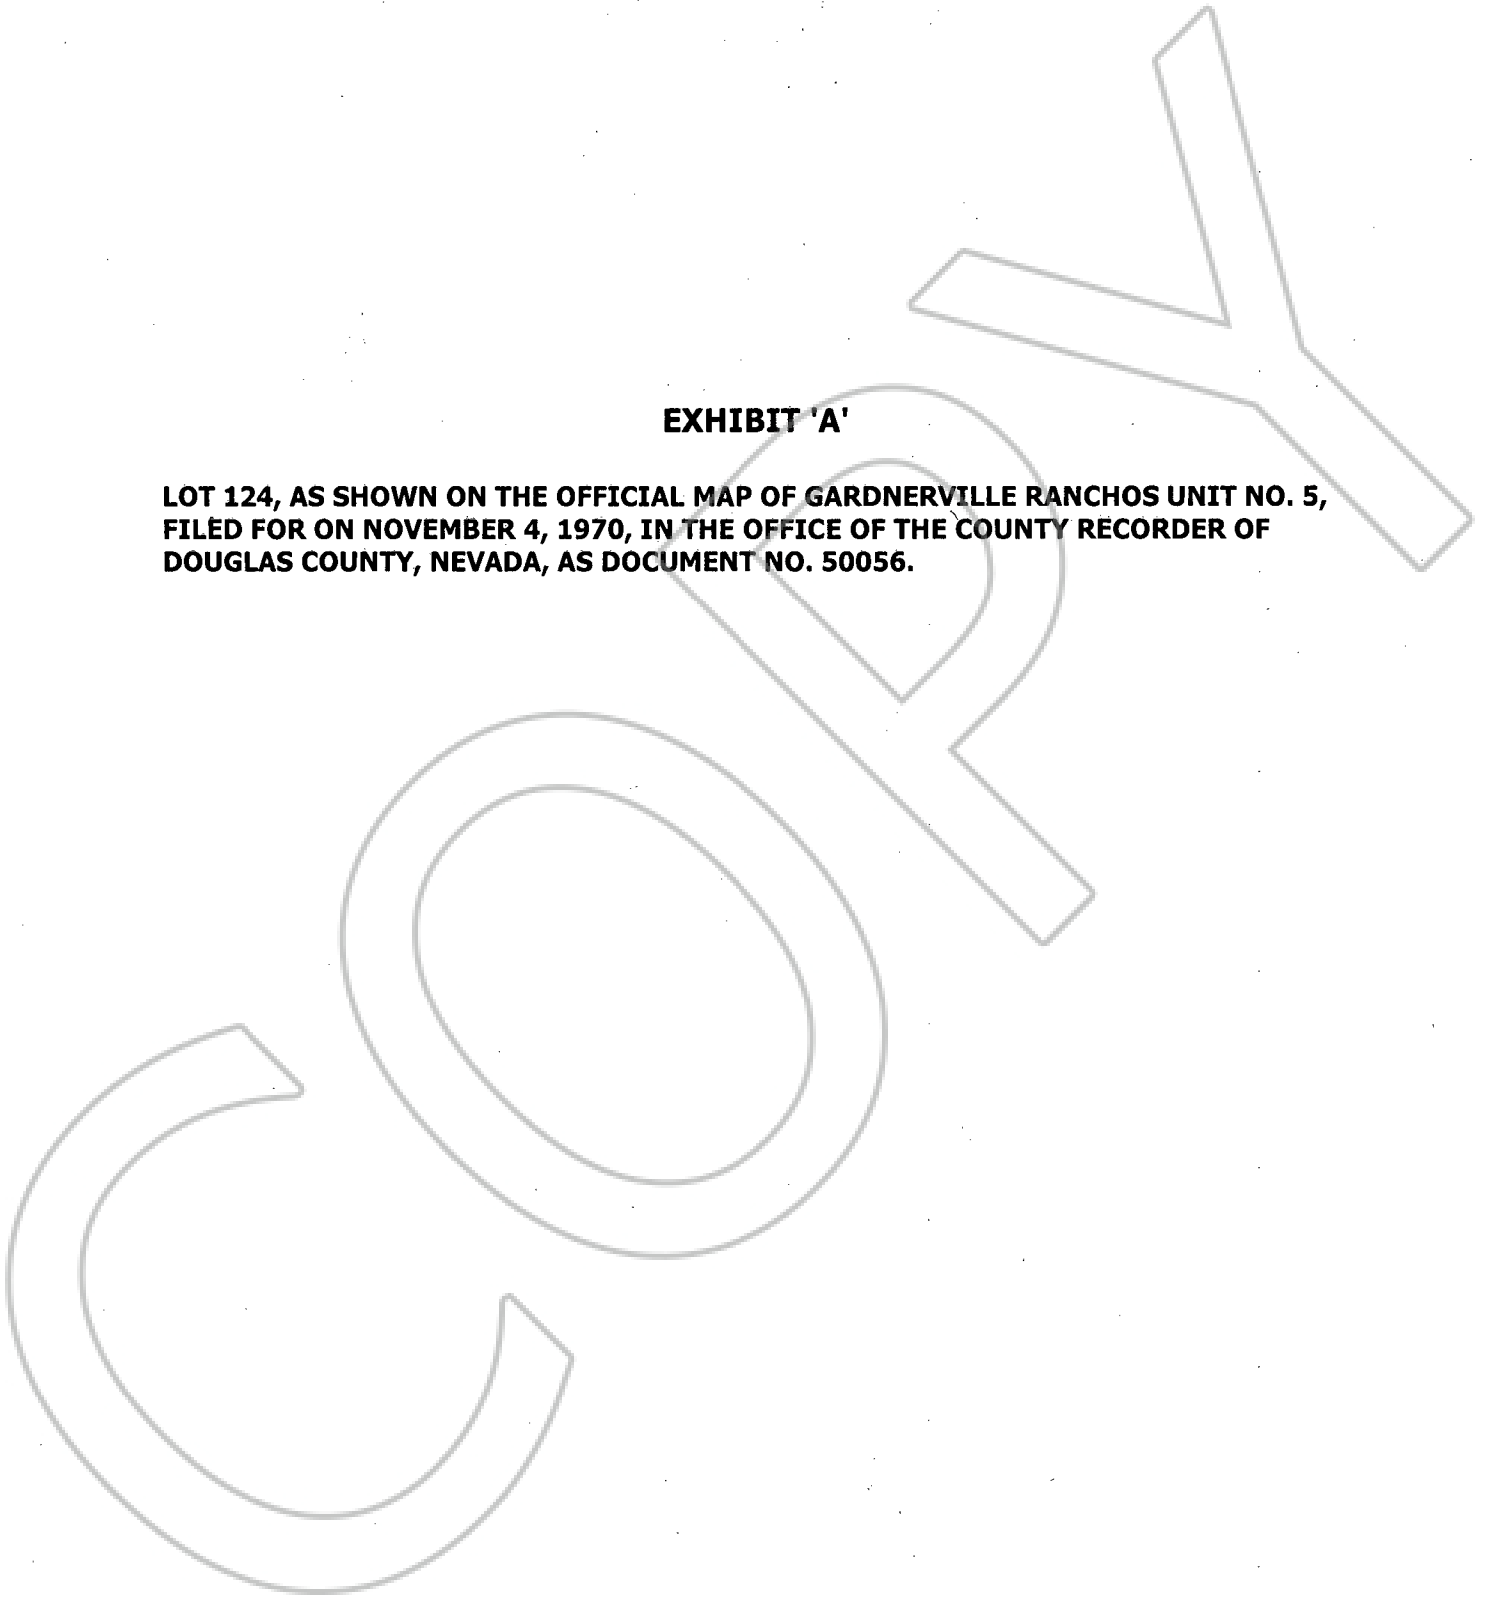 EXHIBIT 'A'
LOT 124, AS SHOWN ON THE OFFICIAL MAP OF GARDNERVILLE RANCHOS UNIT NO. 5,
FILED FOR ON NOVEMBER 4, 1970, IN THE OFFICE OF THE COUNTY RECORDER OF
DOUGLAS COUNTY, NEVADA, AS DOCUMENT NO. 50056.
COPY